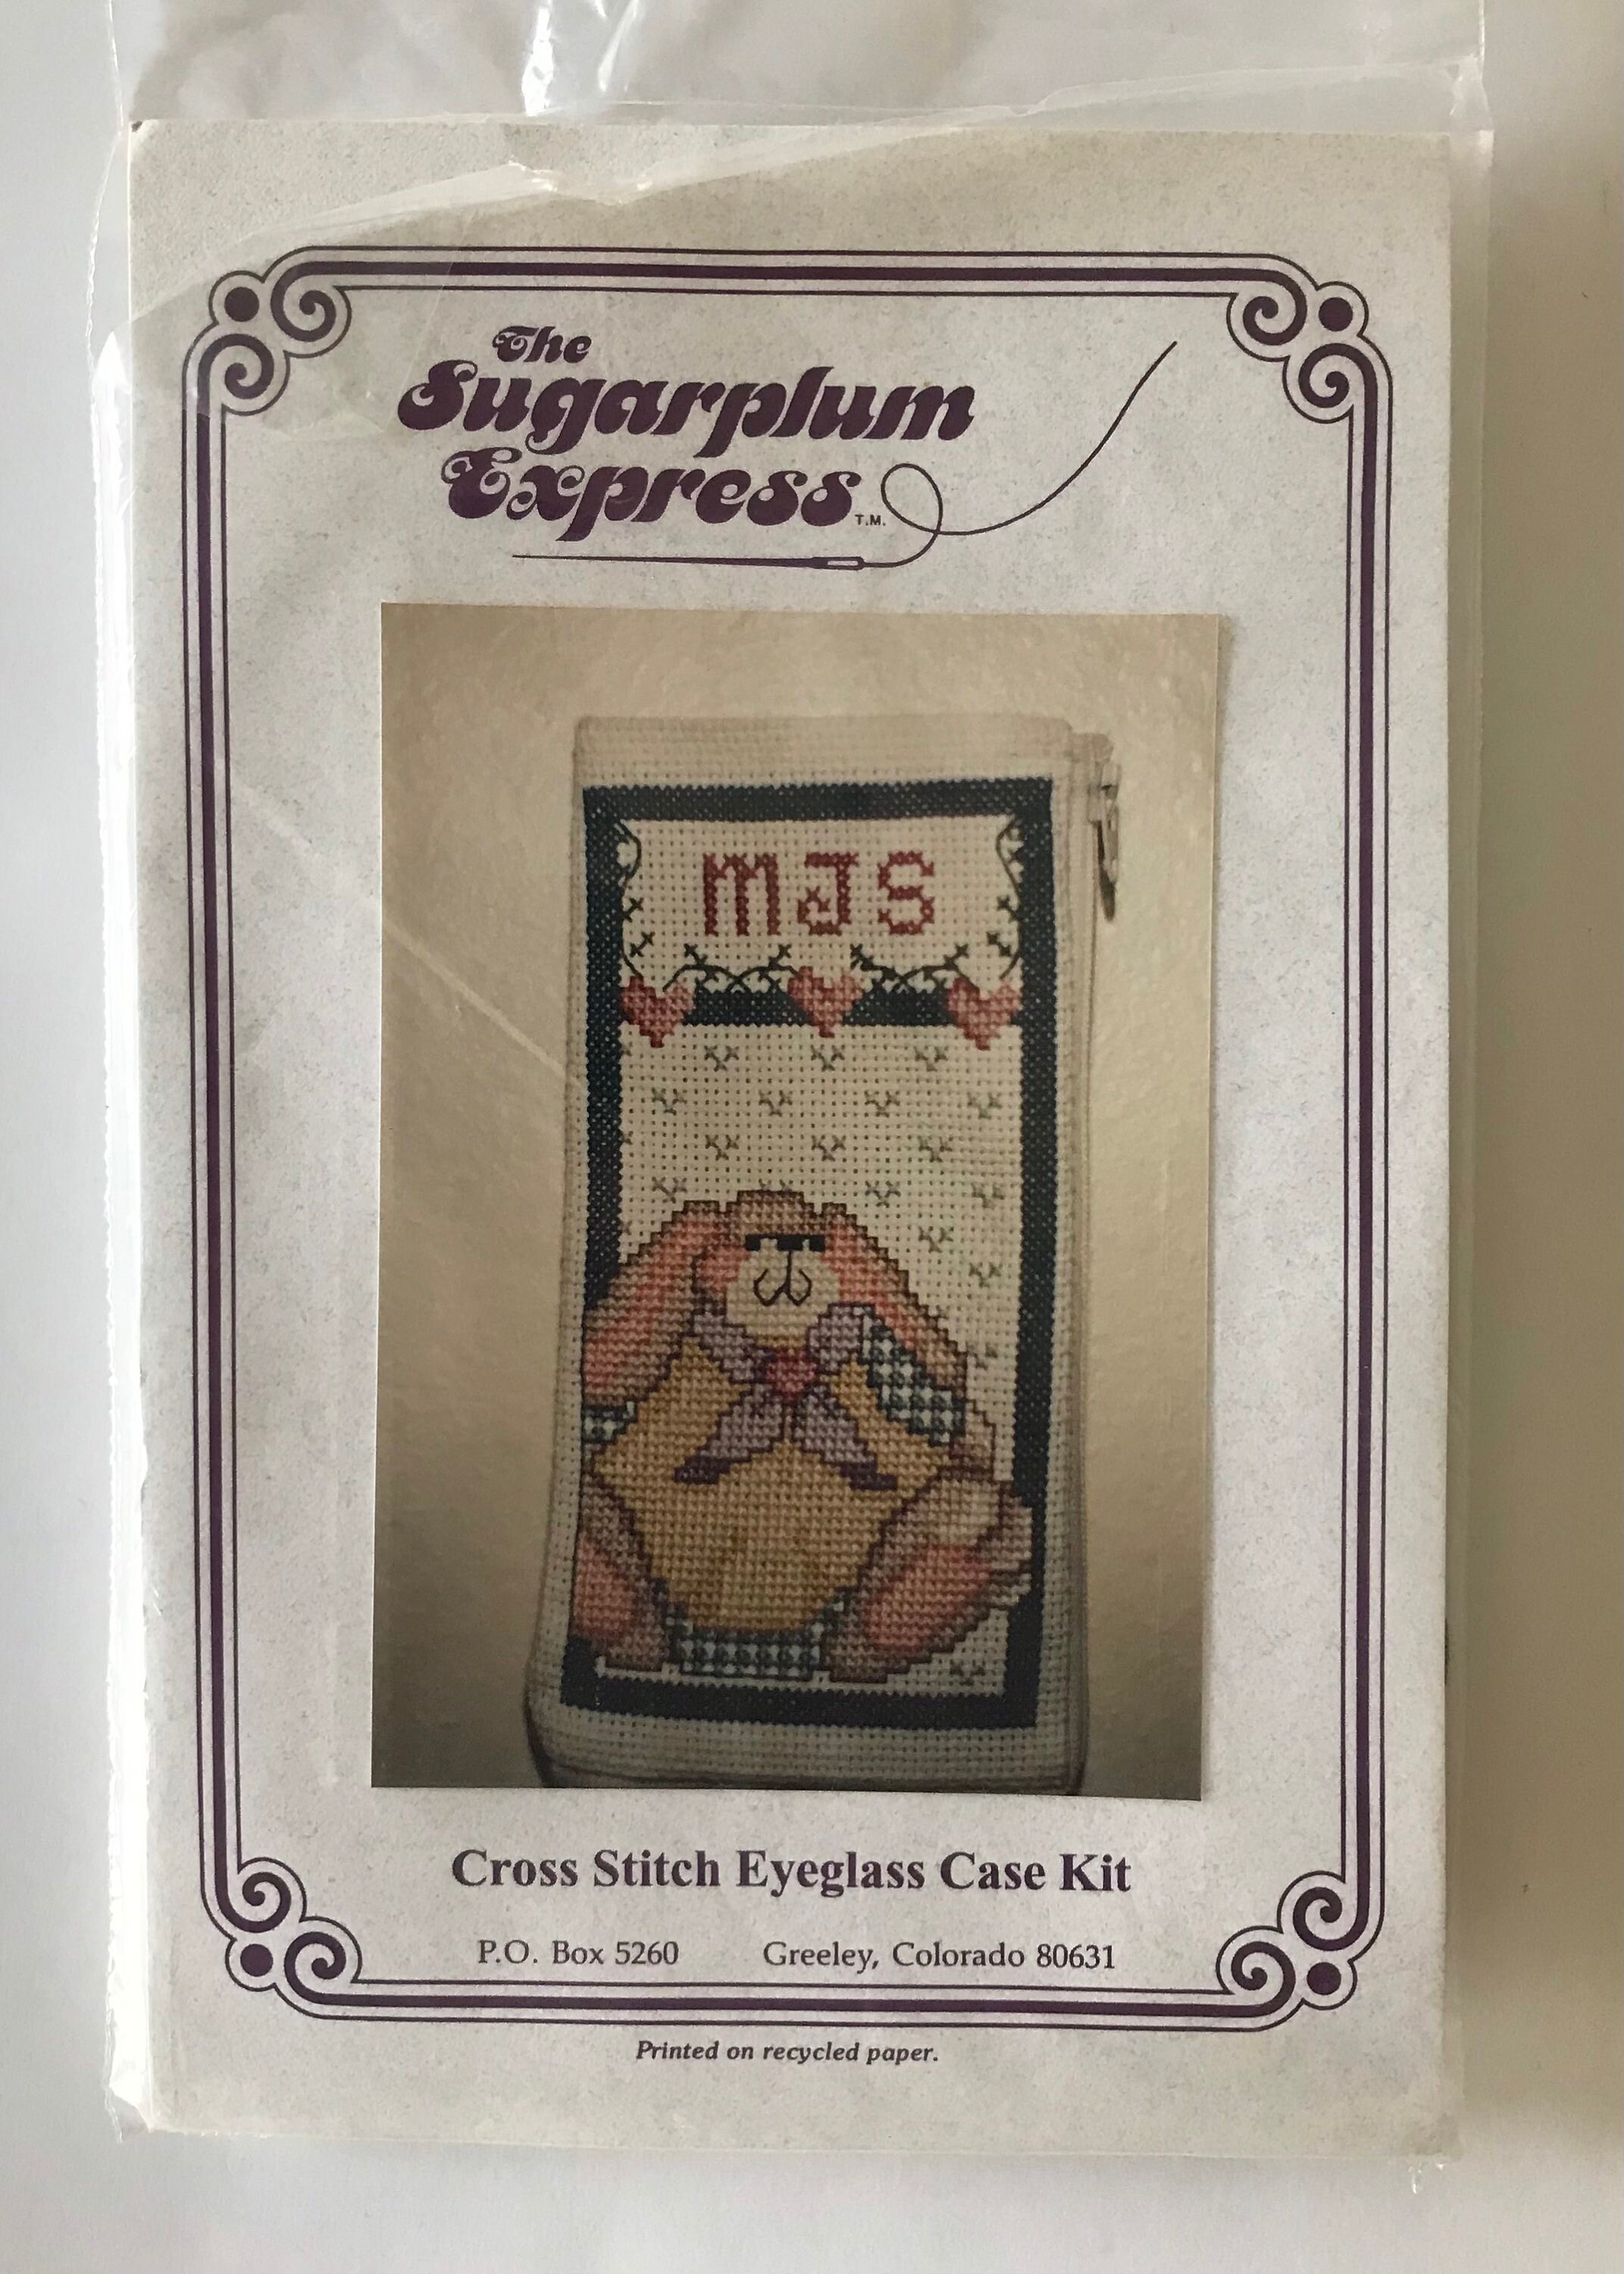 The
Sugarplum
Express T.M.
MJS
Cross Stitch Eyeglass Case Kit
P.O. Box 5260 Greeley, Colorado 80631
Printed on recycled paper.